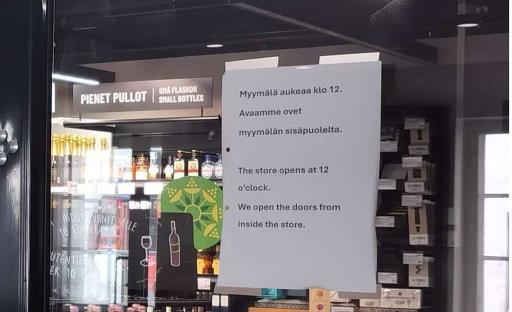 PIENET PULLOT
SMÅ FLASKOR
SMALL BOTTLES
Myymälä aukeaa klo 12.
Avaamme ovet
myymälän sisäpuolelta.
The store opens at 12
o'clock.
We open the doors from
inside the store.